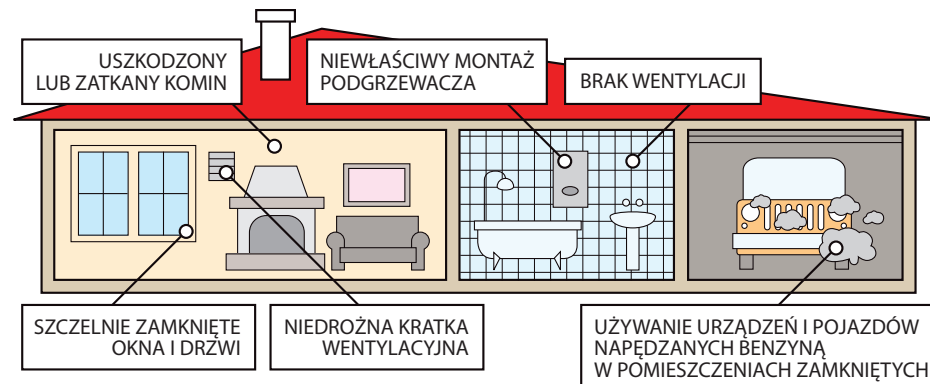 USZKODZONY
LUB ZATKANY KOMIN
NIEWŁAŚCIWY MONTAŻ
PODGRZEWACZA
BRAK WENTYLACJI
SZCZELNIE ZAMKNIĘTE
OKNA I DRZWI
NIEDROŻNA KRATKA
WENTYLACYJNA
UŻYWANIE URZĄDZEŃ I POJAZDÓW
NAPĘDZANYCH BENZYNĄ
W POMIESZCZENIACH ZAMKNIĘTYCH